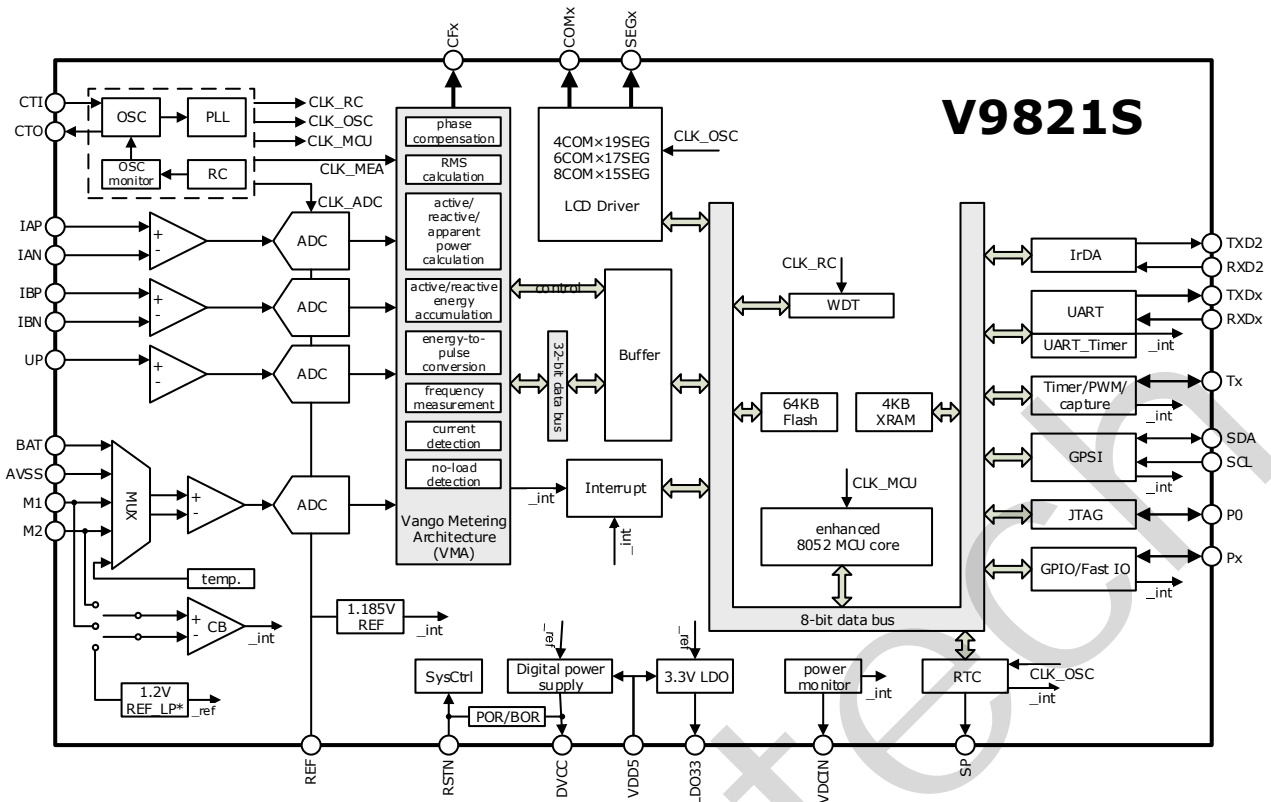 CFx
COMx
SEGx
V9821S
CTI
CTO
OSC
PLL
OSC
monitor
RC
CLK_RC
CLK_OSC
CLK_MCU
CLK_MEA
CLK_ADC
IAP
IAN
IBP
IBN
UP
BAT
AVSS
M1
M2
+
-
ADC
+
-
ADC
+
-
ADC
MUX
+
-
ADC
temp.
+
-
CB
_int
1.2V
REF_LP*
_ref
1.185V
REF
_int
phase
compensation
RMS
calculation
active/
reactive/
apparent
power
calculation
active/reactive
energy
accumulation
energy-to-
pulse
conversion
frequency
measurement
current
detection
no-load
detection
Vango Metering
Architecture
(VMA)
4COM×19SEG
6COM×17SEG
8COM×15SEG
LCD Driver
CLK_OSC
control
32-bit data bus
Buffer
_int
Interrupt
_int
CLK_RC
WDT
64KB
Flash
4KB
XRAM
CLK_MCU
enhanced
8052 MCU core
8-bit data bus
IrDA
UART
UART_Timer
_int
Timer/PWM/
capture
_int
GPSI
_int
JTAG
GPIO/Fast IO
_int
TXD2
RXD2
TXDx
RXDx
Tx
SDA
SCL
P0
Px
SysCtrl
POR/BOR
_ref
Digital power
supply
_ref
3.3V LDO
power
monitor
_int
RTC
CLK_OSC
_int
REF
RSTN
DVCC
VDD5
LDO33
VDCIN
SP
tech